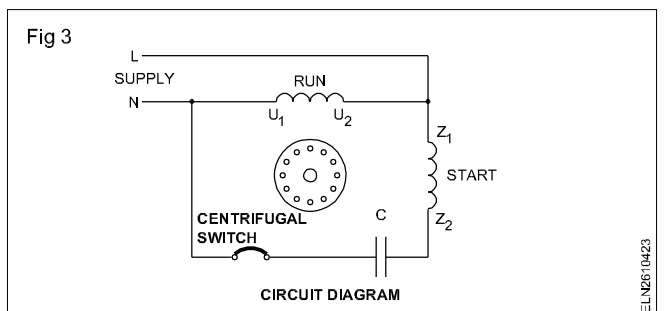 Fig 3
L
SUPPLY
N
RUN
U1 U2
Z1
START
Z2
C
CENTRIFUGAL
SWITCH
CIRCUIT DIAGRAM
ELN2610423